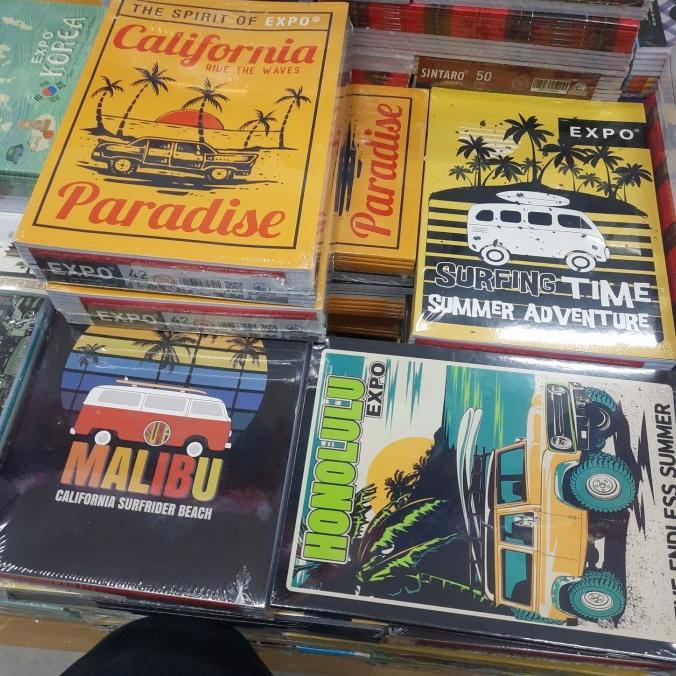 EXPO
KOREA
THE SPIRIT OF EXPO®
California
RIDE THE WAVES
Paradise
EXPO 42
EXPO 42
Paradise
SINTARO® 50
EXPO®
SURFING TIME
SUMMER ADVENTURE
MALIBU
CALIFORNIA SURFRIDER BEACH
HONOLULU
EXPO
ENDLESS SUMMER